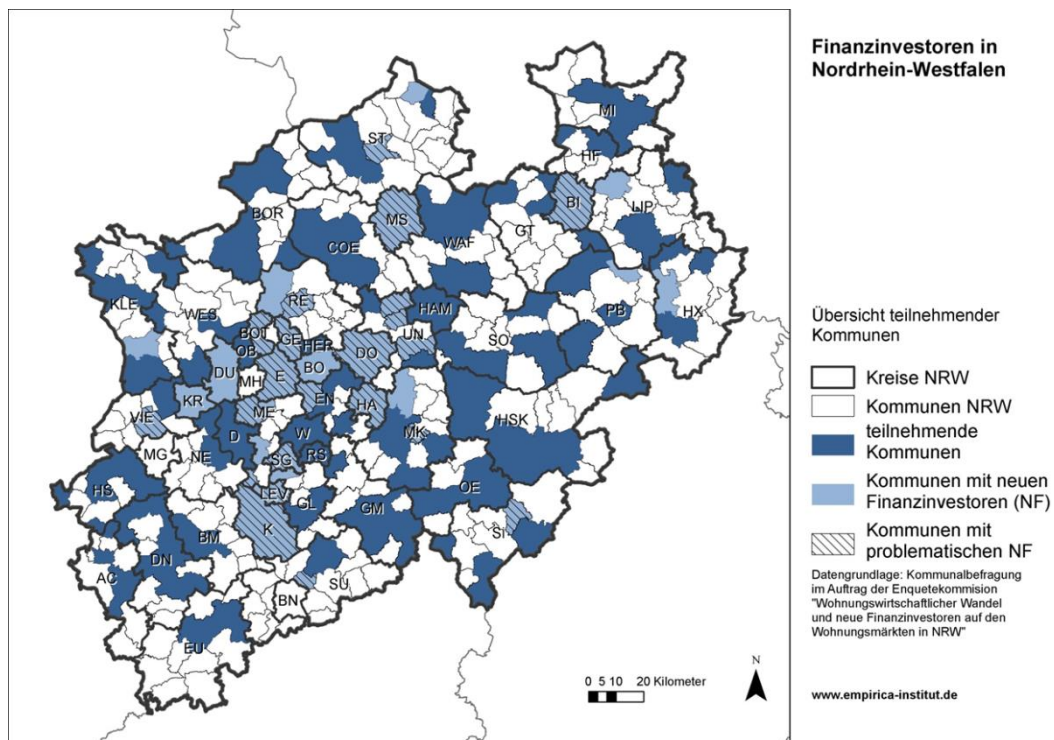 Finanzinvestoren in
Nordrhein-Westfalen
Übersicht teilnehmender
Kommunen
Kreise NRW
Kommunen NRW
teilnehmende
Kommunen
Kommunen mit neuen
Finanzinvestoren (NF)
Kommunen mit
problematischen NF
Datengrundlage: Kommunalbefragung
im Auftrag der Enquetekommision
"Wohnungswirtschaftlicher Wandel
und neue Finanzinvestoren auf den
Wohnungsmärkten in NRW"
www.empirica-institut.de
MI
ST
HF
BI
LIP
BOR
MS
GT
COE
WAF
KLE
RE
WES
HAM
PB
HX
BOT
GE
HER
UN
SO
OB
DO
DU
MH
E
BO
EN
HA
KR
ME
HSK
VIE
MK
D
W
MG
NE
SG
RS
OE
HS
LEV
GL
GM
K
SI
BM
DN
AC
SU
BN
EU
0 5 10 20 Kilometer
N